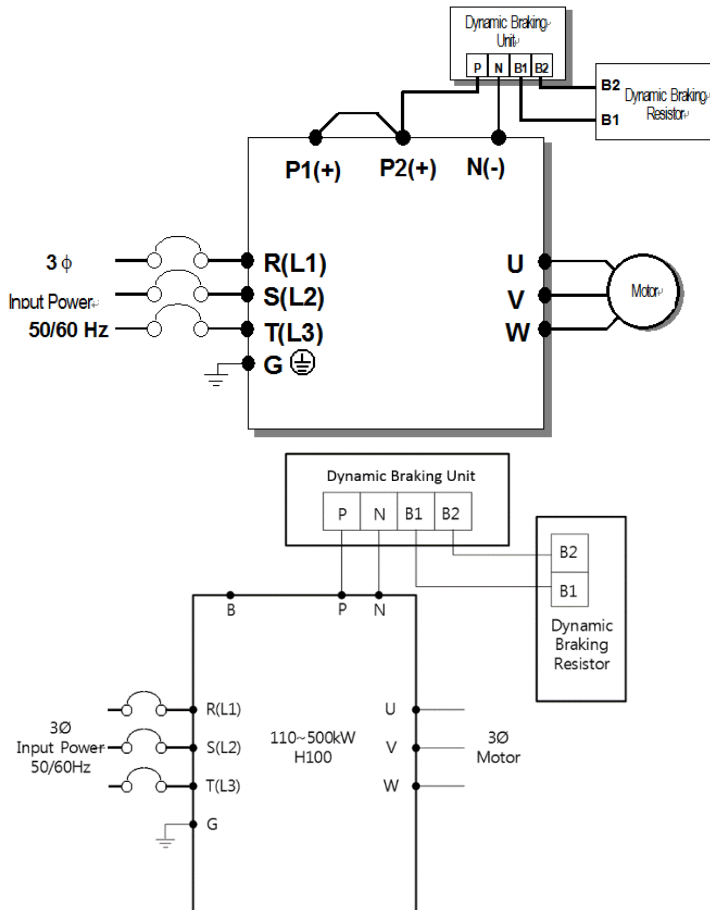 Dynamic Braking
Unit
P N B1 B2
B2
B1
Dynamic Braking
Resistor
P1(+) P2(+) N(-)
3 ϕ
Input Power
50/60 Hz
R(L1)
S(L2)
T(L3)
G
U
V
W
Motor
Dynamic Braking Unit
P N B1 B2
B2
B1
Dynamic
Braking
Resistor
B P N
3Ø
Input Power
50/60Hz
R(L1)
S(L2)
T(L3)
G
110~500kW
H100
U
V
W
3Ø
Motor